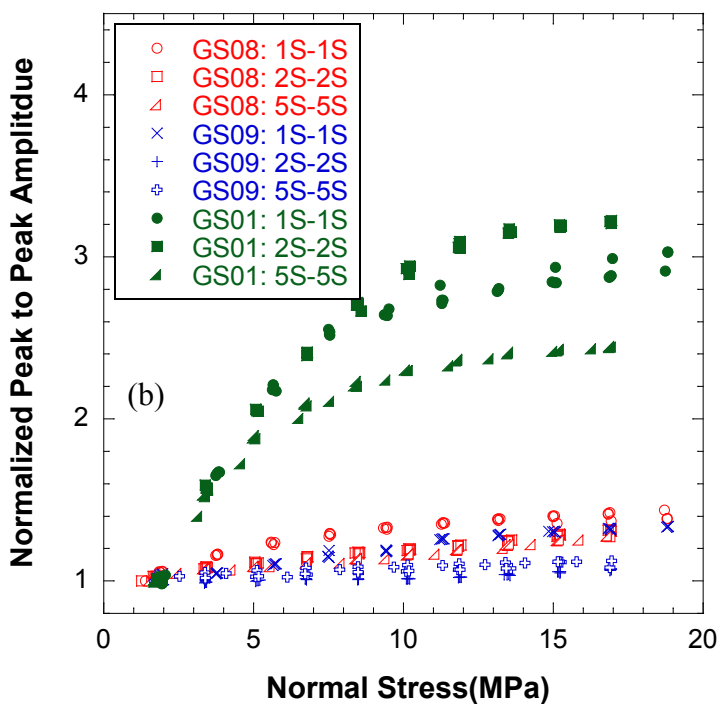 Normalized Peak to Peak Amplitdue
4
3
2
1
GS08: 1S-1S
GS08: 2S-2S
GS08: 5S-5S
GS09: 1S-1S
GS09: 2S-2S
GS09: 5S-5S
GS01: 1S-1S
GS01: 2S-2S
GS01: 5S-5S
(b)
0 5 10 15 20
Normal Stress(MPa)